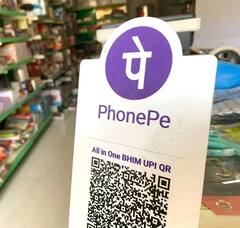 पे
PhonePe
All in One BHIM UPI QR